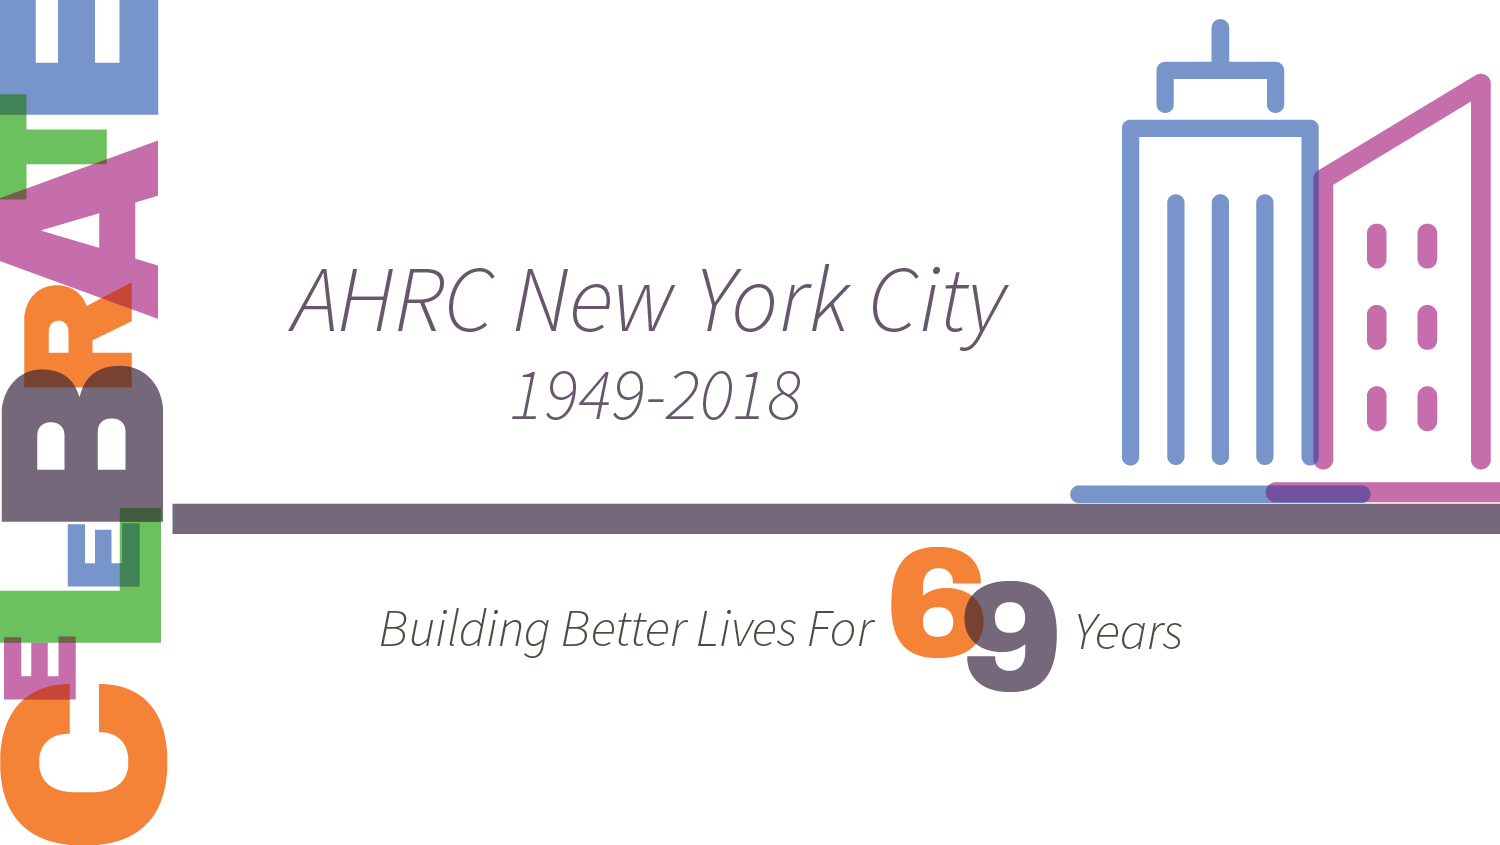 CELEBRATE
AHRC New York City
1949-2018
Building Better Lives For 69 Years